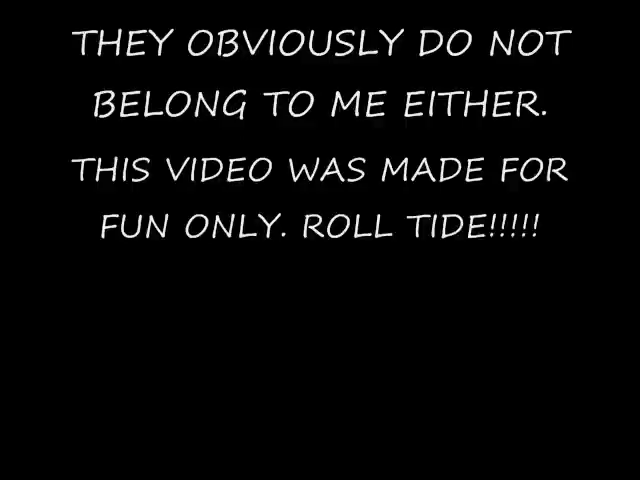 THEY OBVIOUSLY DO NOT
BELONG TO ME EITHER.
THIS VIDEO WAS MADE FOR
FUN ONLY. ROLL TIDE!!!!!